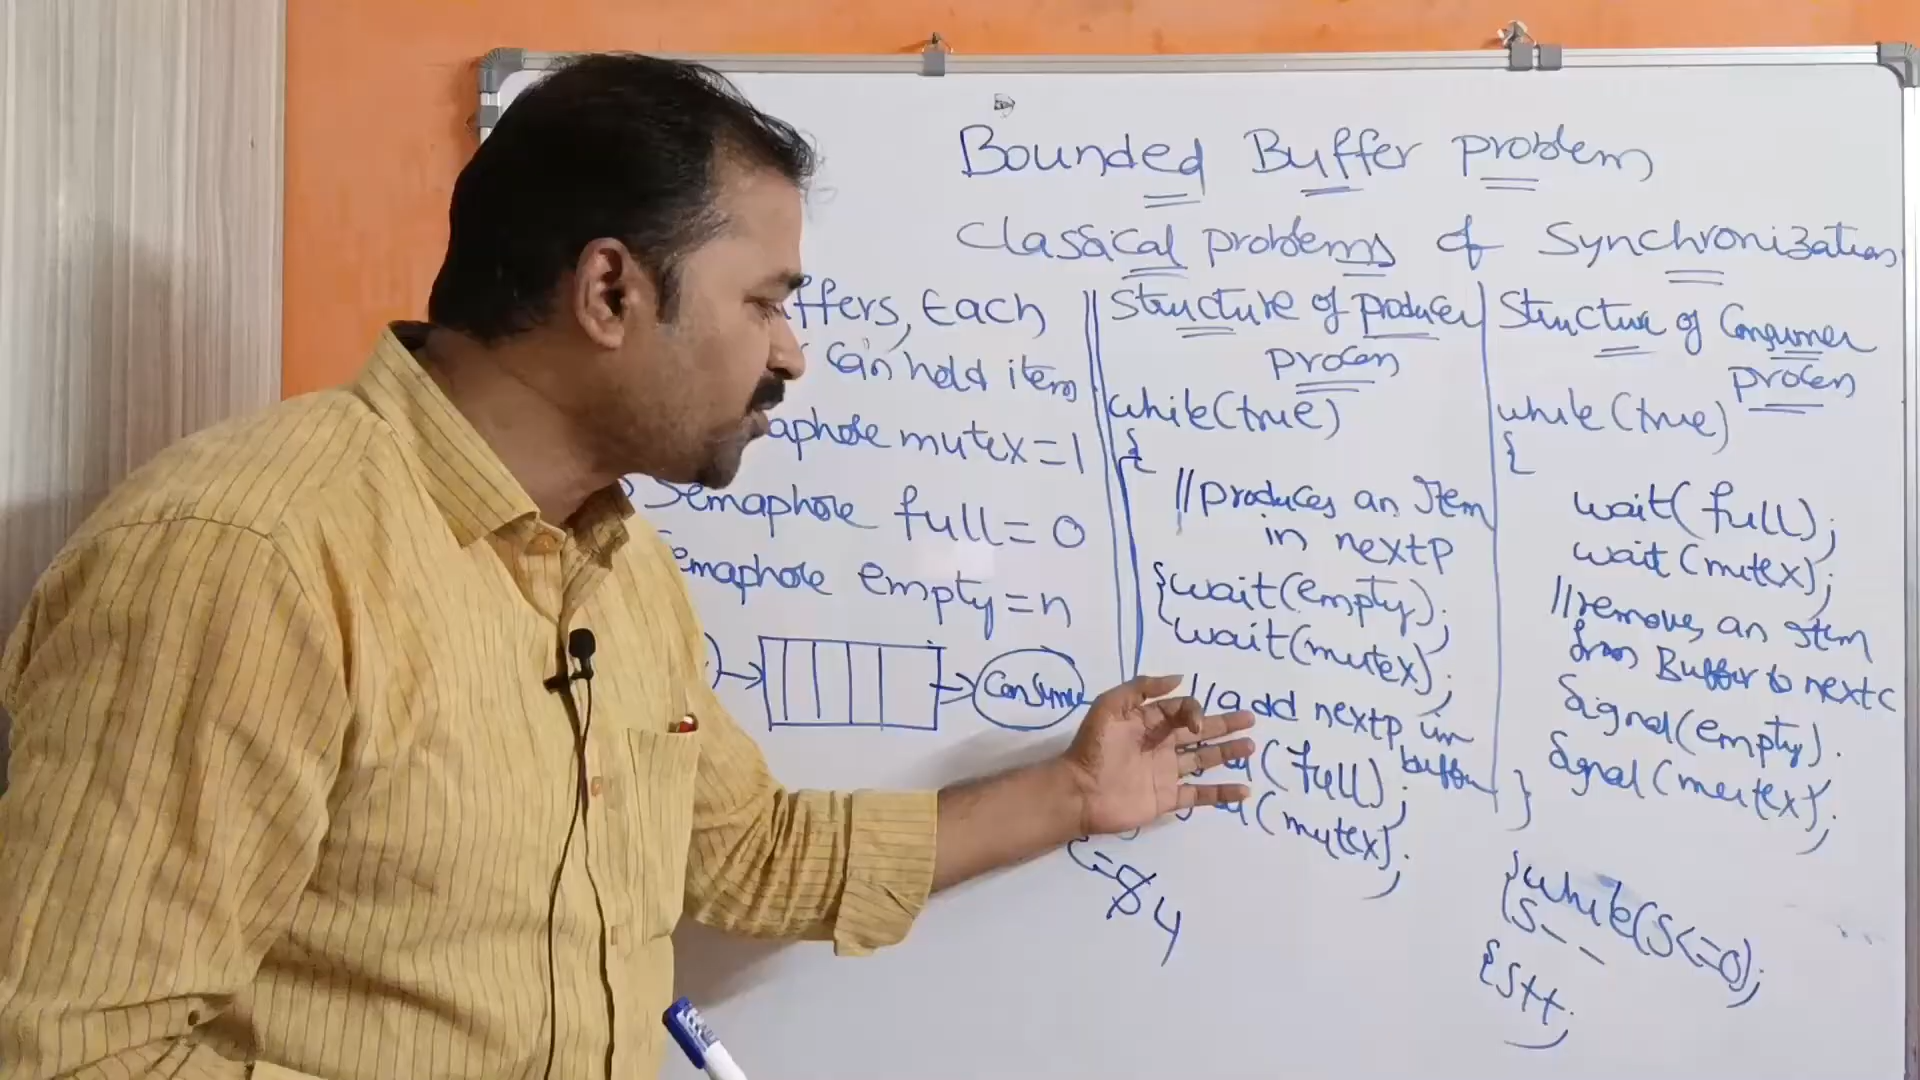 Bounded Buffer problem
Classical problems of Synchronization
ffers, Each
can hold item
aphore mutex=1
Semaphore full=0
emaphore empty=n
Consume
Structure of producer
process
while(true)
{
//produces an Item
in nextp
{wait(empty);
wait(mutex);
//add nextp in
buffer
(full);
(mutex);
4
Structure of Consumer
process
while(true)
{
wait(full);
wait(mutex);
//remove an Item
from Buffer to nextc
Signal(empty).
Signal(mutex);
}
{while(S<=0);
S--
{S++;